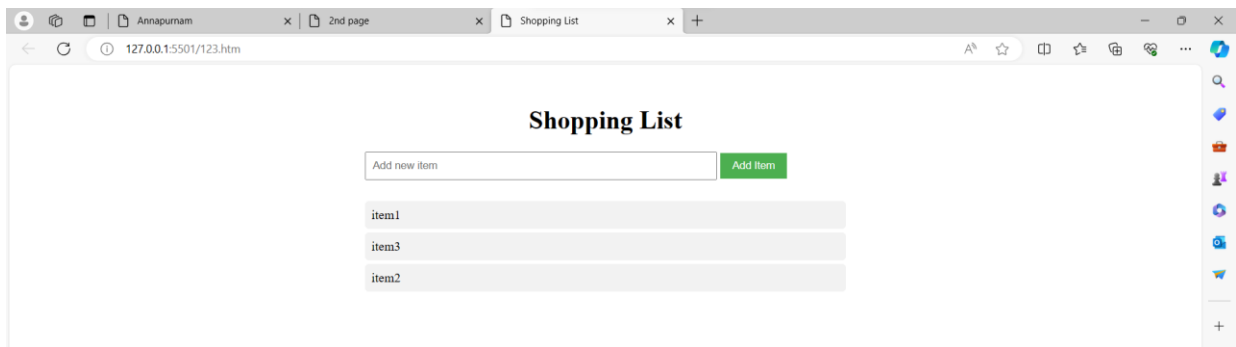 Annapurnam
2nd page
Shopping List
127.0.0.1:5501/123.htm
Shopping List
Add new item
Add Item
item1
item3
item2